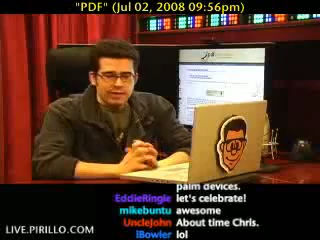 "PDF" (Jul 02, 2008 09:56pm)
palm devices.
EddieRingle let's celebrate!
mikebuntu awesome
UncleJohn About time Chris.
iBowler lol
LIVE.PIRILLO.COM